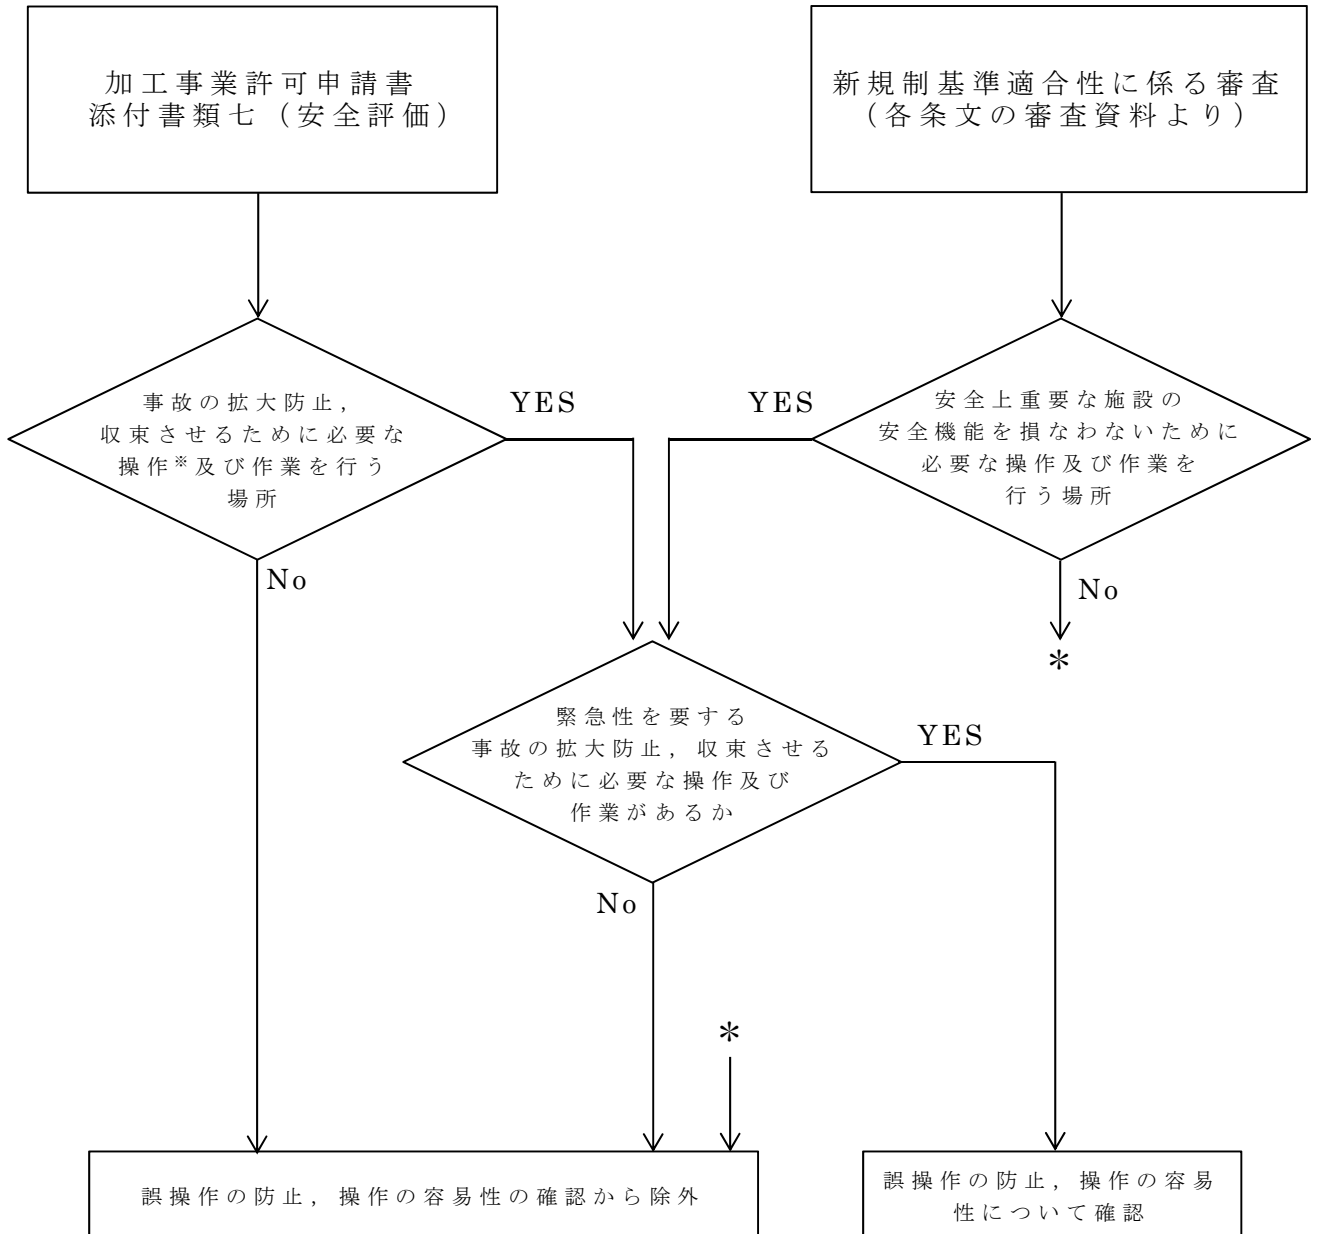 加工事業許可申請書
添付書類七（安全評価）
新規制基準適合性に係る審査
（各条文の審査資料より）
事故の拡大防止，
収束させるために必要な
操作※及び作業を行う
場所
YES
No
YES
安全上重要な施設の
安全機能を損なわないために
必要な操作及び作業を
行う場所
No
＊
緊急性を要する
事故の拡大防止，収束させる
ために必要な操作及び
作業があるか
YES
No
＊
誤操作の防止，操作の容易性の確認から除外
誤操作の防止，操作の容易
性について確認